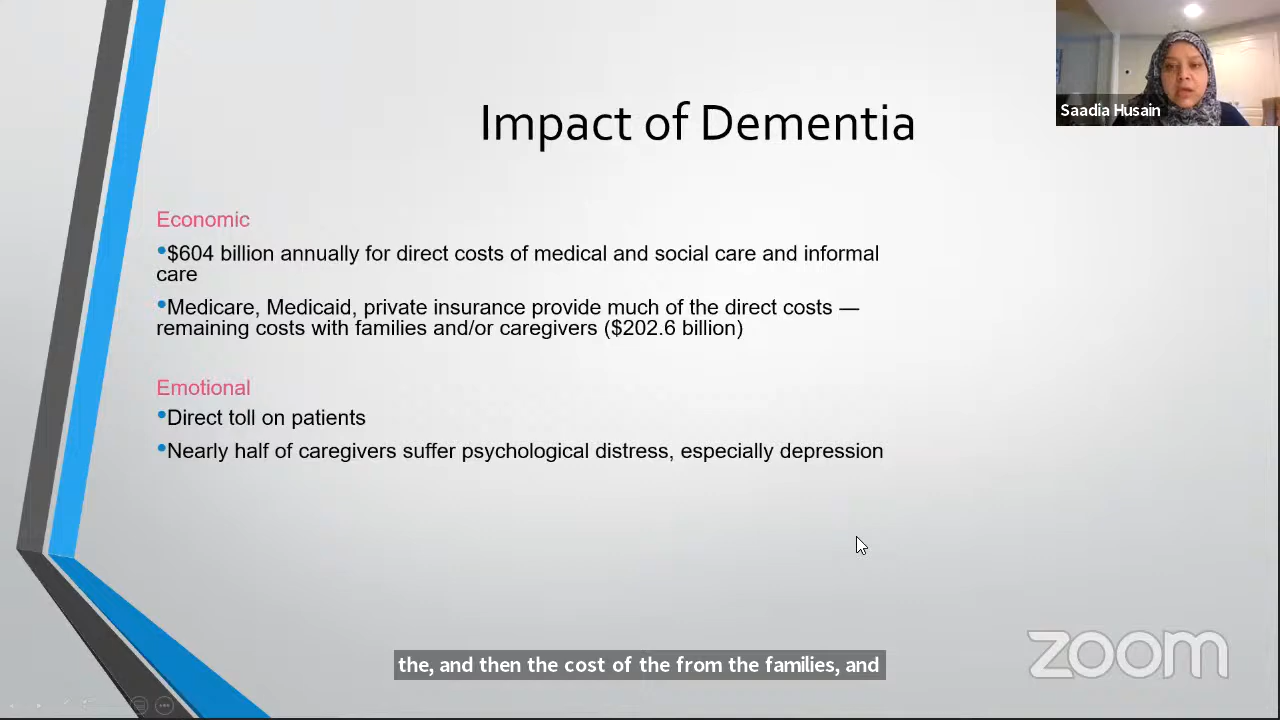 Saadia Husain
Impact of Dementia
Economic
•$604 billion annually for direct costs of medical and social care and informal
care
•Medicare, Medicaid, private insurance provide much of the direct costs —
remaining costs with families and/or caregivers ($202.6 billion)
Emotional
•Direct toll on patients
•Nearly half of caregivers suffer psychological distress, especially depression
the, and then the cost of the from the families, and
zoom